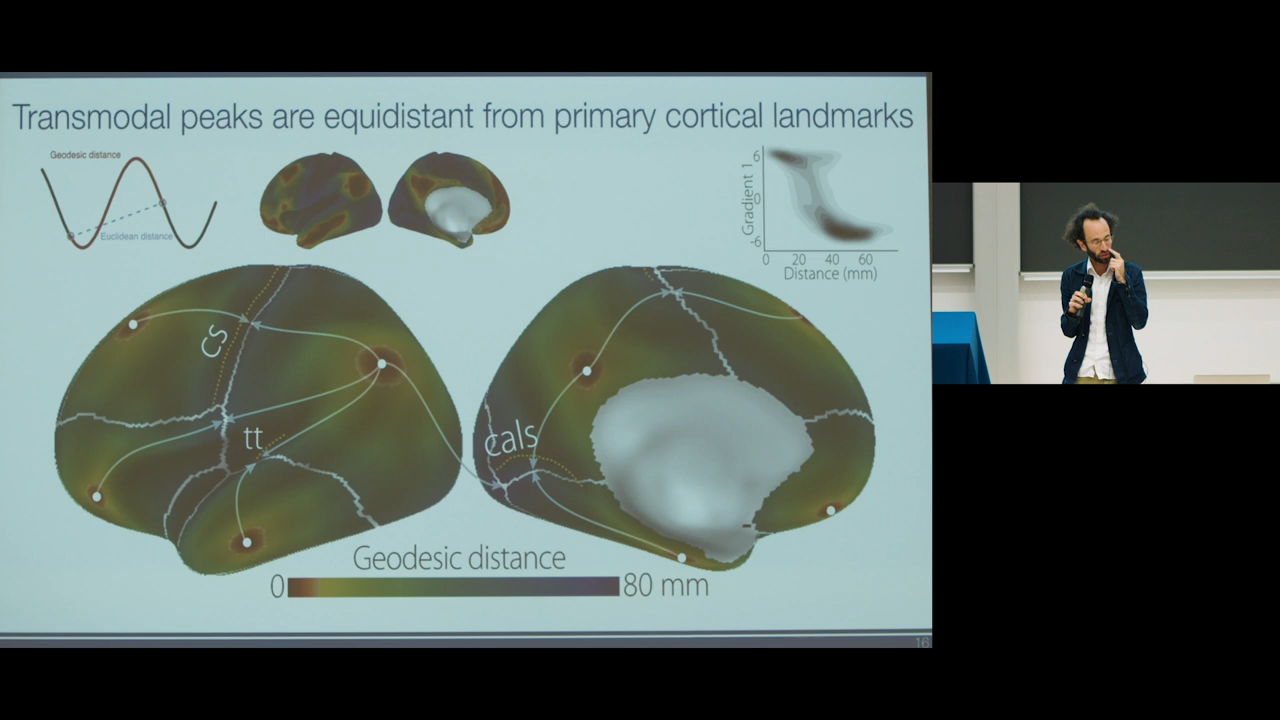 Transmodal peaks are equidistant from primary cortical landmarks
Geodesic distance
Euclidean distance
Gradient 1
6
0
-6
0 20 40 60
Distance (mm)
cs
tt
cals
Geodesic distance
0 80 mm
16